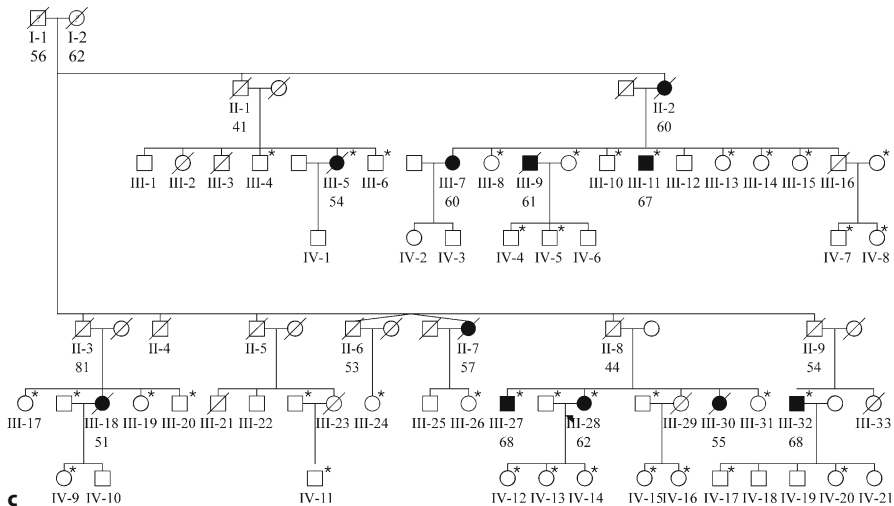 I-1 I-2
56 62
II-1 II-2
41 60
* * * * * * * * * * *
III-1 III-2 III-3 III-4 III-5 III-6 III-7 III-8 III-9 III-10 III-11 III-12 III-13 III-14 III-15 III-16
54 60 61 67
* * * *
IV-1 IV-2 IV-3 IV-4 IV-5 IV-6 IV-7 IV-8
II-3 II-4 II-5 II-6 II-7 II-8 II-9
81 53 57 44 54
* * * * * * * * * * * * *
III-17 III-18 III-19 III-20 III-21 III-22 III-23 III-24 III-25 III-26 III-27 III-28 III-29 III-30 III-31 III-32 III-33
51 68 62 55 68
* * * * * * * * *
c IV-9 IV-10 IV-11 IV-12 IV-13 IV-14 IV-15 IV-16 IV-17 IV-18 IV-19 IV-20 IV-21